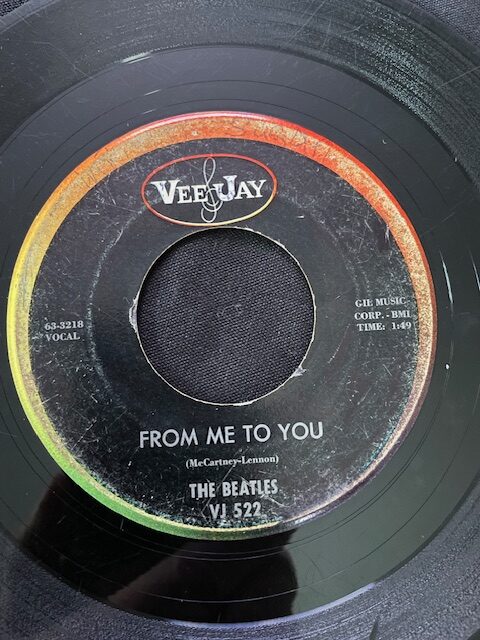 VEE JAY
63-3218
VOCAL
GIL MUSIC
CORP. - BMI
TIME: 1:49
FROM ME TO YOU
(McCartney-Lennon)
THE BEATLES
VJ 522